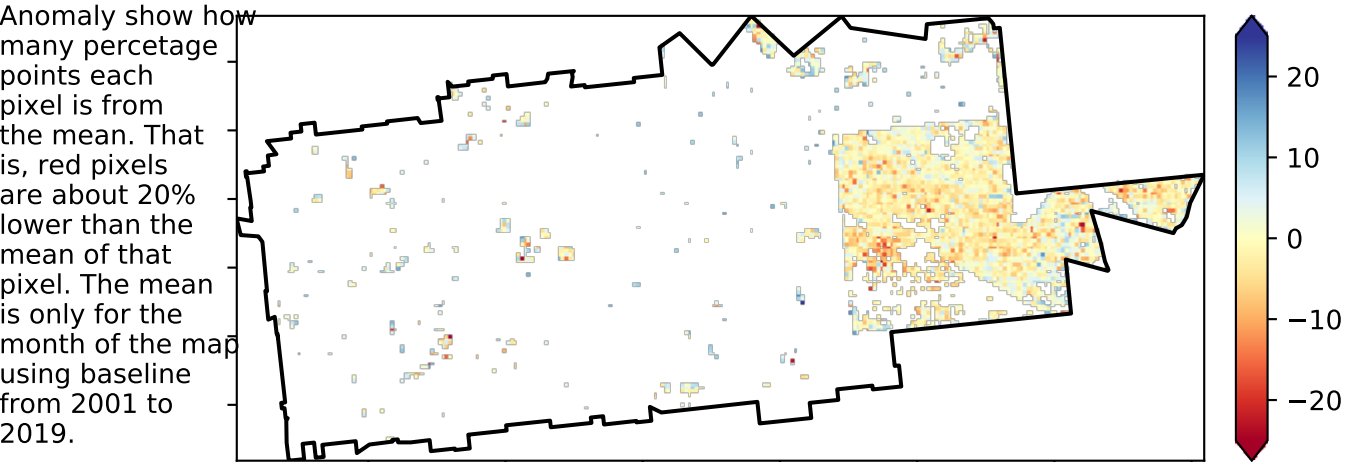 Anomaly show how
many percetage
points each
pixel is from
the mean. That
is, red pixels
are about 20%
lower than the
mean of that
pixel. The mean
is only for the
month of the map
using baseline
from 2001 to
2019.
20
10
0
−10
−20